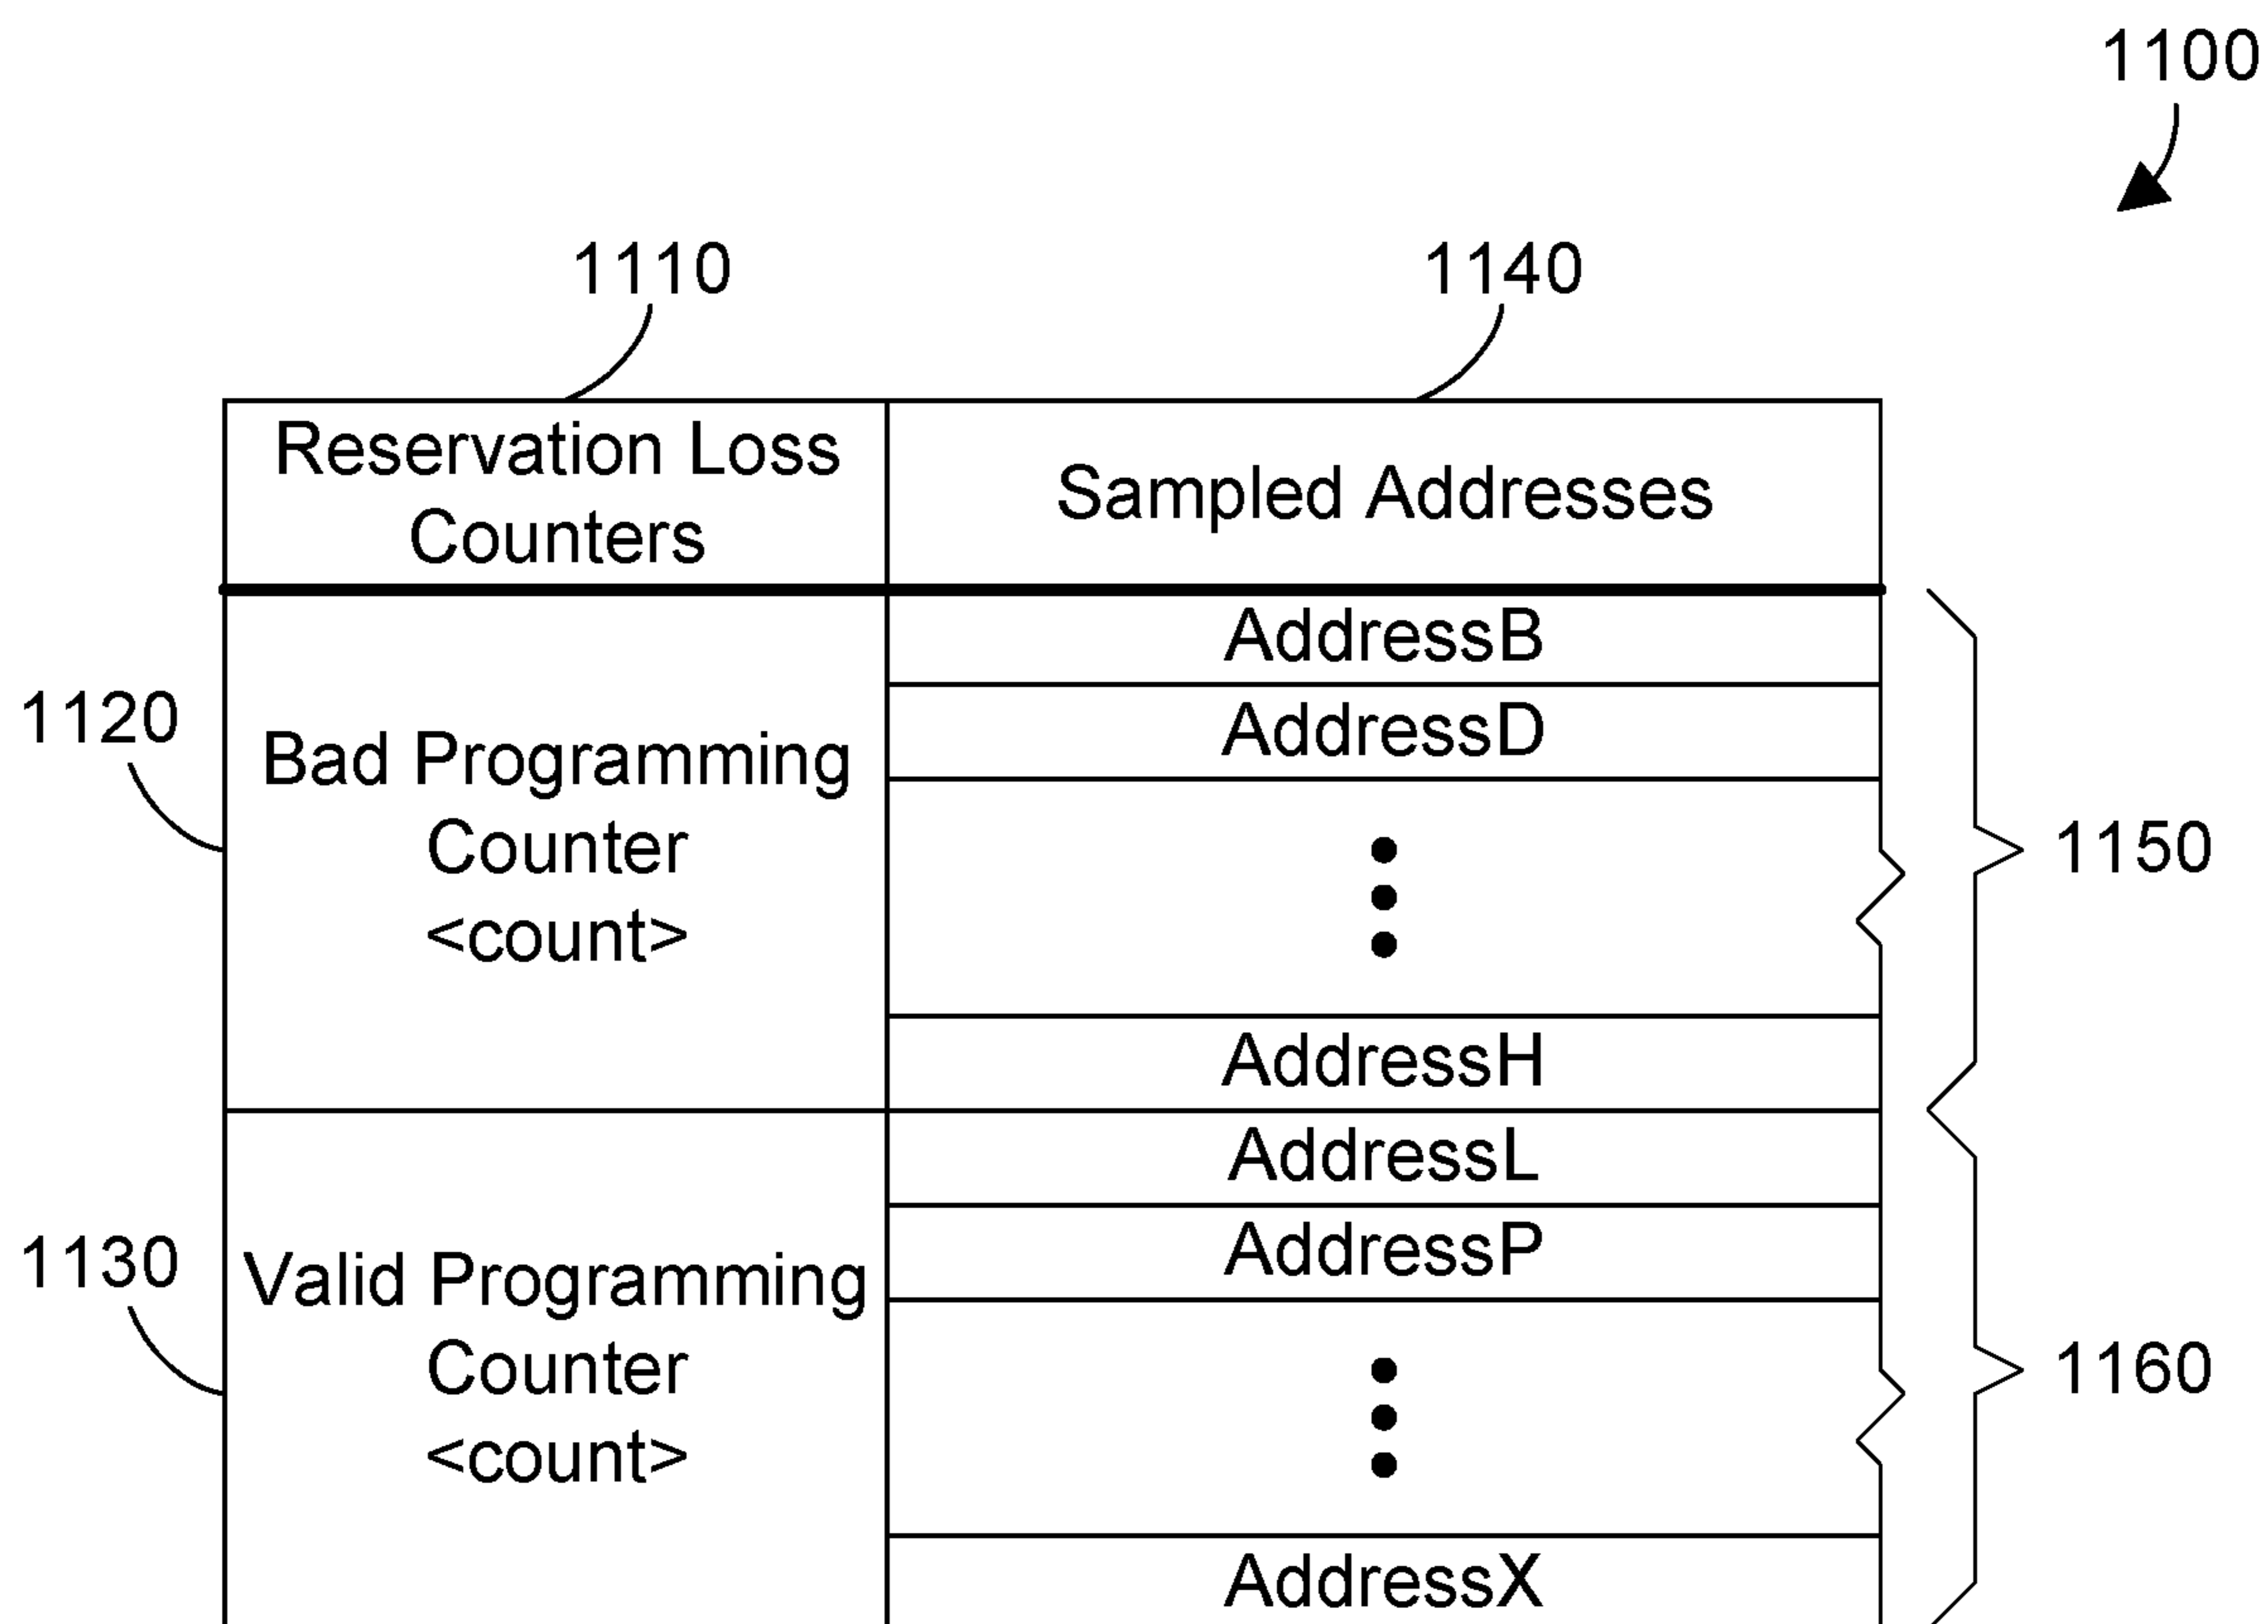 1100
1110
1140
Reservation Loss
Counters
Sampled Addresses
AddressB
1120
AddressD
Bad Programming
Counter
<count>
1150
AddressH
AddressL
1130
AddressP
Valid Programming
Counter
<count>
1160
AddressX